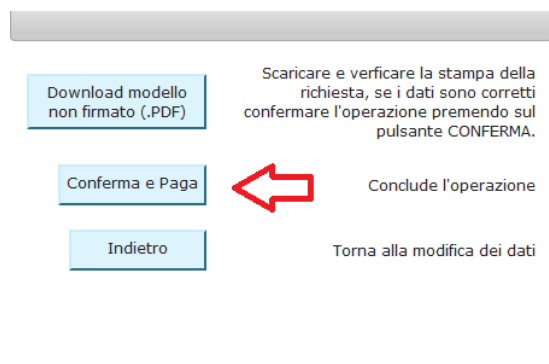 Download modello
non firmato (.PDF)
Scaricare e verficare la stampa della
richiesta, se i dati sono corretti
confermare l'operazione premendo sul
pulsante CONFERMA.
Conferma e Paga
Conclude l'operazione
Indietro
Torna alla modifica dei dati